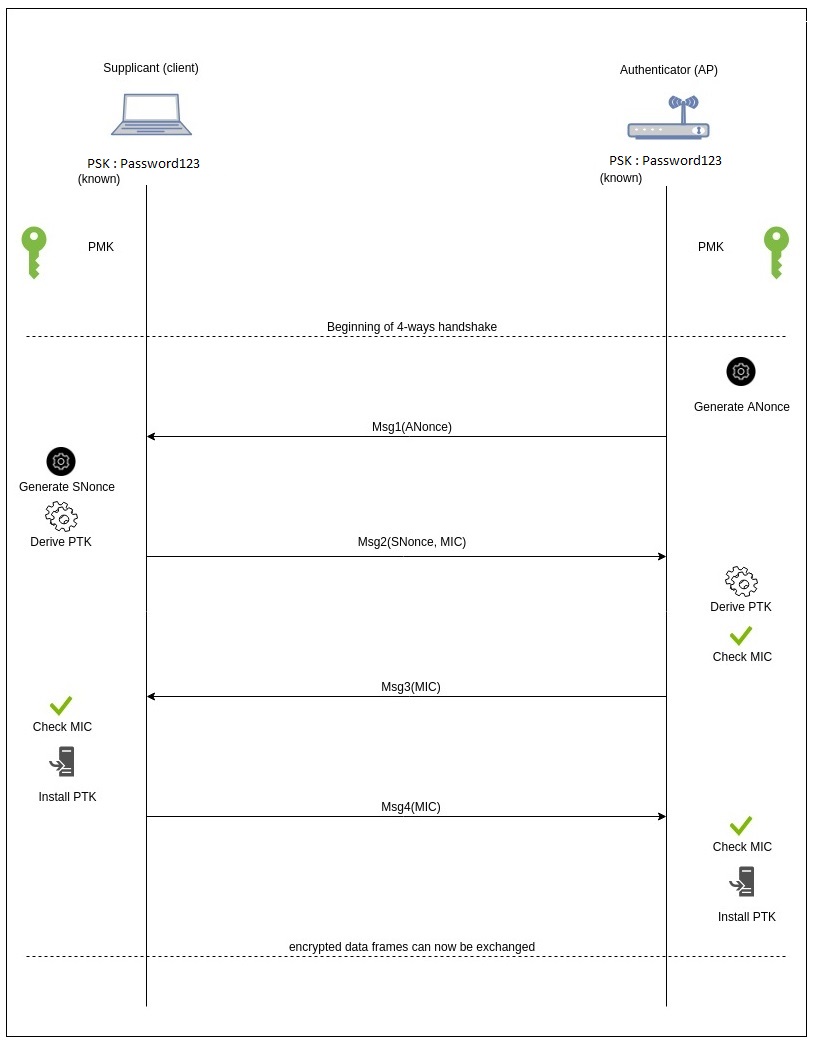 Supplicant (client)
Authenticator (AP)
PSK : Password123
(known)
PSK : Password123
(known)
PMK
PMK
Beginning of 4-ways handshake
Generate ANonce
Msg1(ANonce)
Generate SNonce
Derive PTK
Msg2(SNonce, MIC)
Derive PTK
Check MIC
Msg3(MIC)
Check MIC
Install PTK
Msg4(MIC)
Check MIC
Install PTK
encrypted data frames can now be exchanged